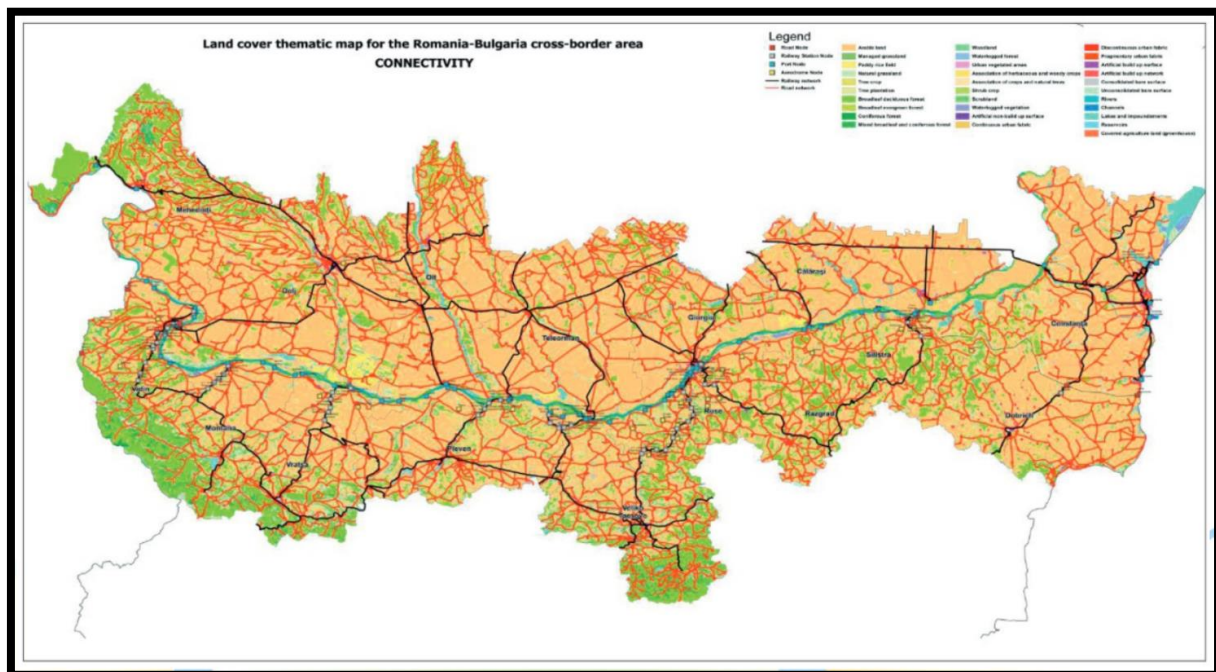 Land cover thematic map for the Romania-Bulgaria cross-border area
CONNECTIVITY
Legend
Road Node
Railway Station Node
Port Node
Aerodrome Node
Railway network
Road network
Arable land
Managed grassland
Paddy rice field
Natural grassland
Tree crop
Tree plantation
Broadleaf deciduous forest
Broadleaf evergreen forest
Coniferous forest
Mixed broadleaf and coniferous forest
Woodland
Waterlogged forest
Urban vegetated areas
Association of herbaceous and woody crops
Association of crops and natural trees
Shrub crop
Scrubland
Waterlogged vegetation
Artificial non build up surface
Continuous urban fabric
Discontinuous urban fabric
Fragmentary urban fabric
Artificial build up surface
Artificial build up network
Consolidated bare surface
Unconsolidated bare surface
Rivers
Channels
Lakes and impoundments
Reservoirs
Covered agriculture land (greenhouse)
Mehedinti
Dolj
Olt
Teleorman
Giurgiu
Calarasi
Constanta
Silistra
Vidin
Montana
Vratsa
Pleven
Ruse
Razgrad
Dobrich
Veliko